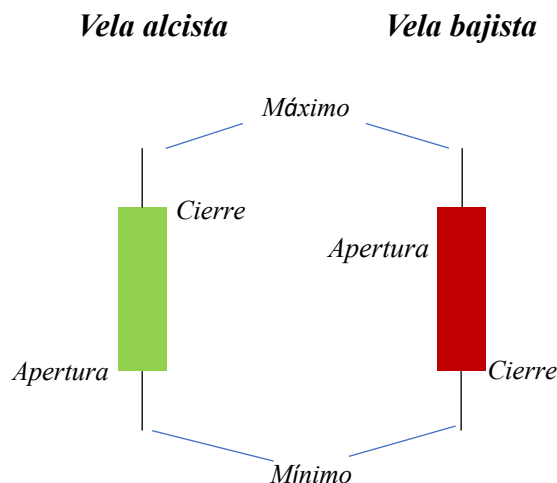 Vela alcista
Vela bajista
Máximo
Cierre
Apertura
Apertura
Cierre
Mínimo